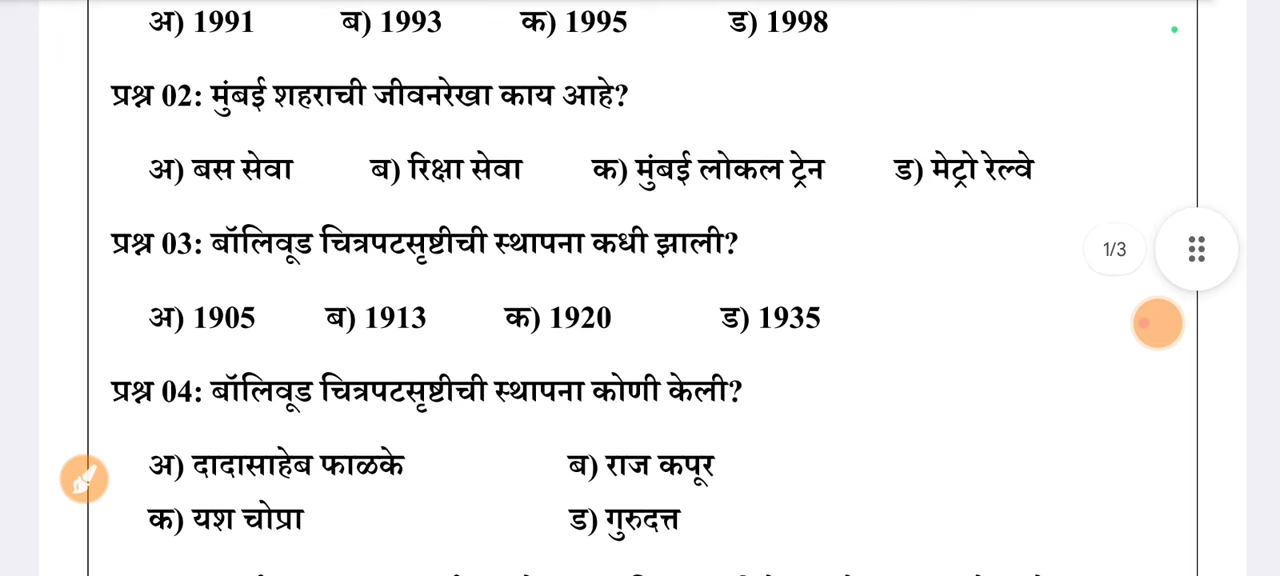 अ) 1991 ब) 1993 क) 1995 ड) 1998
प्रश्न 02: मुंबई शहराची जीवनरेखा काय आहे?
अ) बस सेवा ब) रिक्षा सेवा क) मुंबई लोकल ट्रेन ड) मेट्रो रेल्वे
प्रश्न 03: बॉलिवूड चित्रपटसृष्टीची स्थापना कधी झाली?
1/3
अ) 1905 ब) 1913 क) 1920 ड) 1935
प्रश्न 04: बॉलिवूड चित्रपटसृष्टीची स्थापना कोणी केली?
अ) दादासाहेब फाळके ब) राज कपूर
क) यश चोप्रा ड) गुरुदत्त